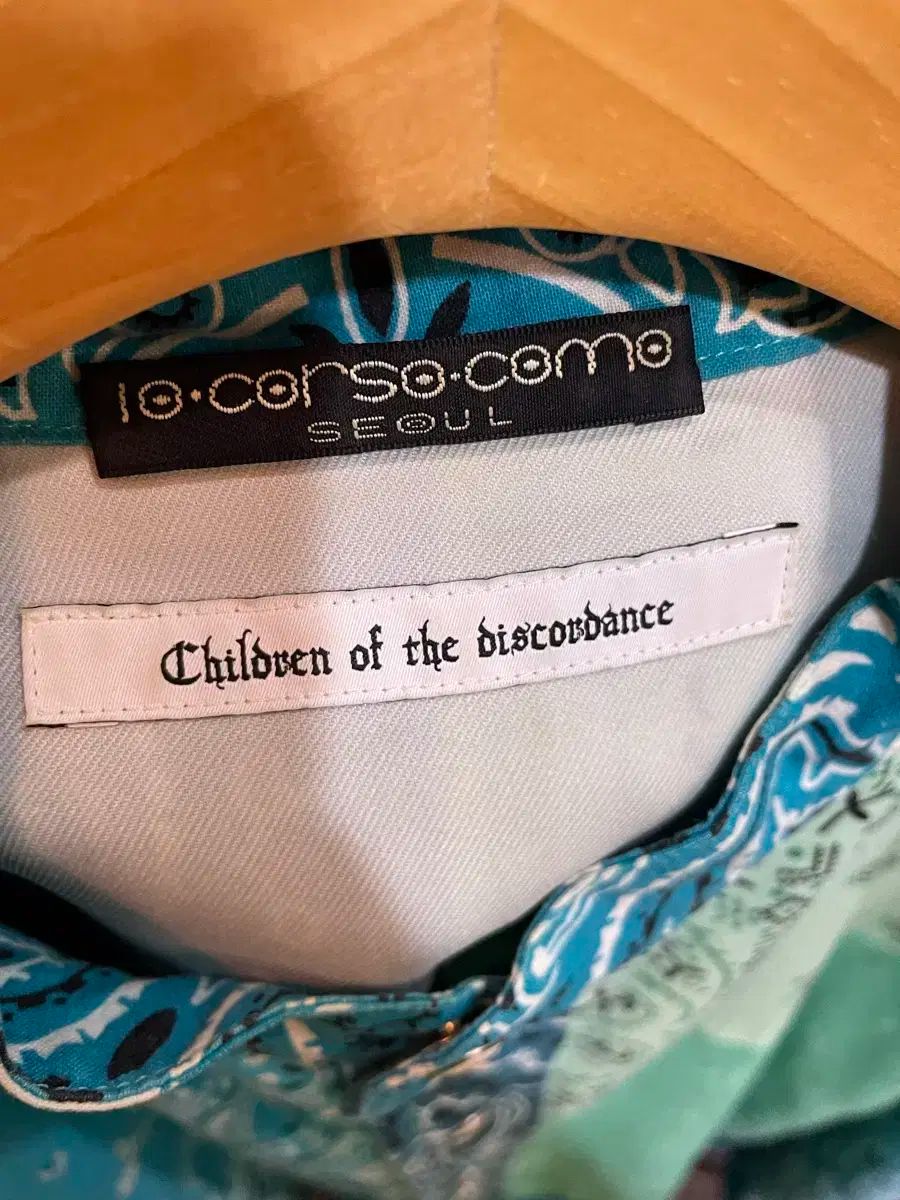 10·corso·como
SEOUL
Children of the discordance